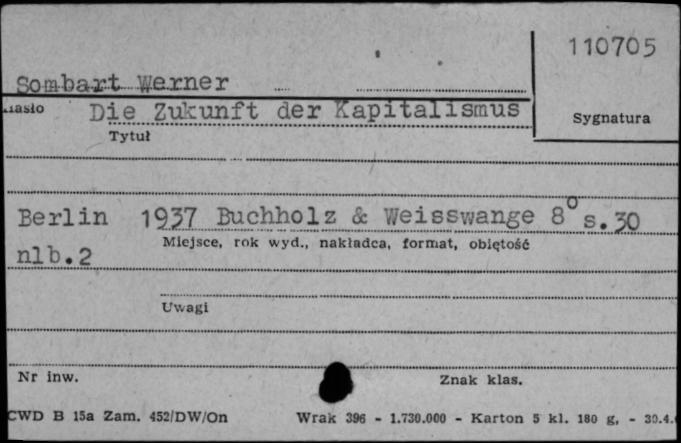 110705
Sombart Werner
Hasło Die Zukunft der Kapitalismus
Sygnatura
Tytuł
Berlin 1937 Buchholz & Weisswange 8° s.30
Miejsce, rok wyd., nakładca, format, objętość
nlb.2
Uwagi
Nr inw. Znak klas.
CWD B 15a Zam. 452/DW/On Wrak 396 - 1.730.000 - Karton 5 kl. 180 g, - 30.4.